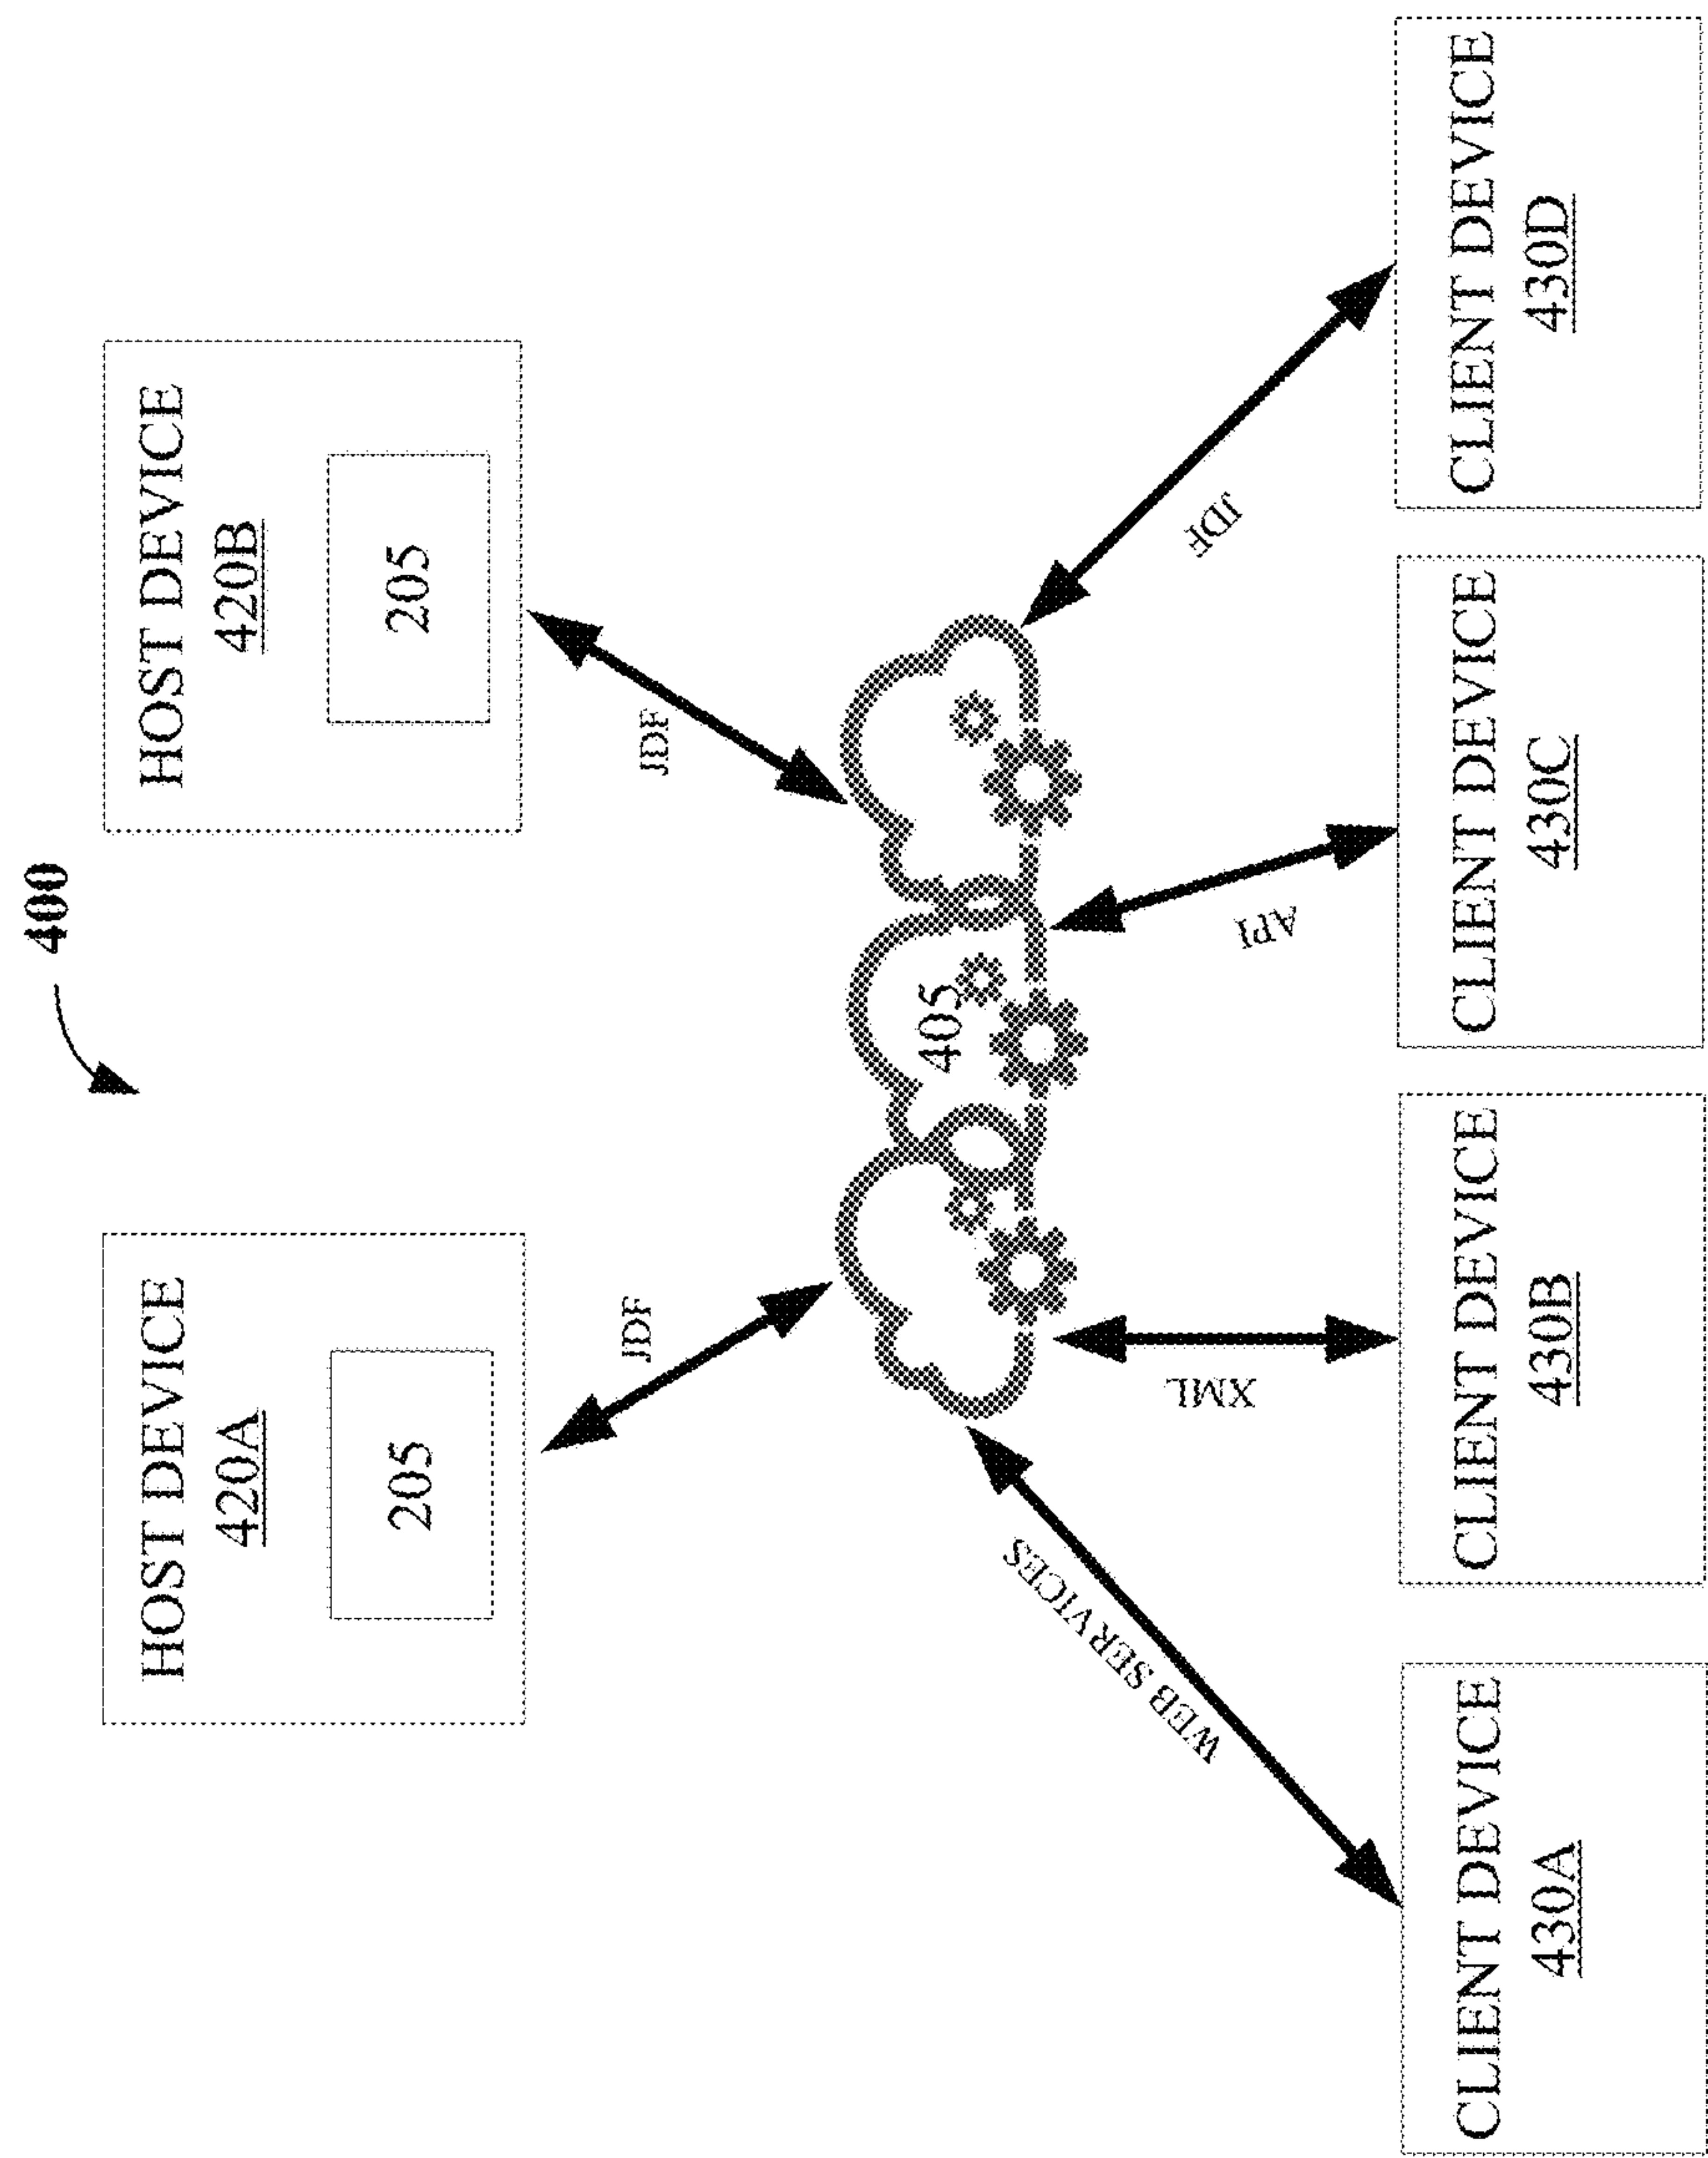 400
HOST DEVICE
420A
205
HOST DEVICE
420B
205
JDF
JDF
405
WEB SERVICES
XML
API
JDF
CLIENT DEVICE
430A
CLIENT DEVICE
430B
CLIENT DEVICE
430C
CLIENT DEVICE
430D